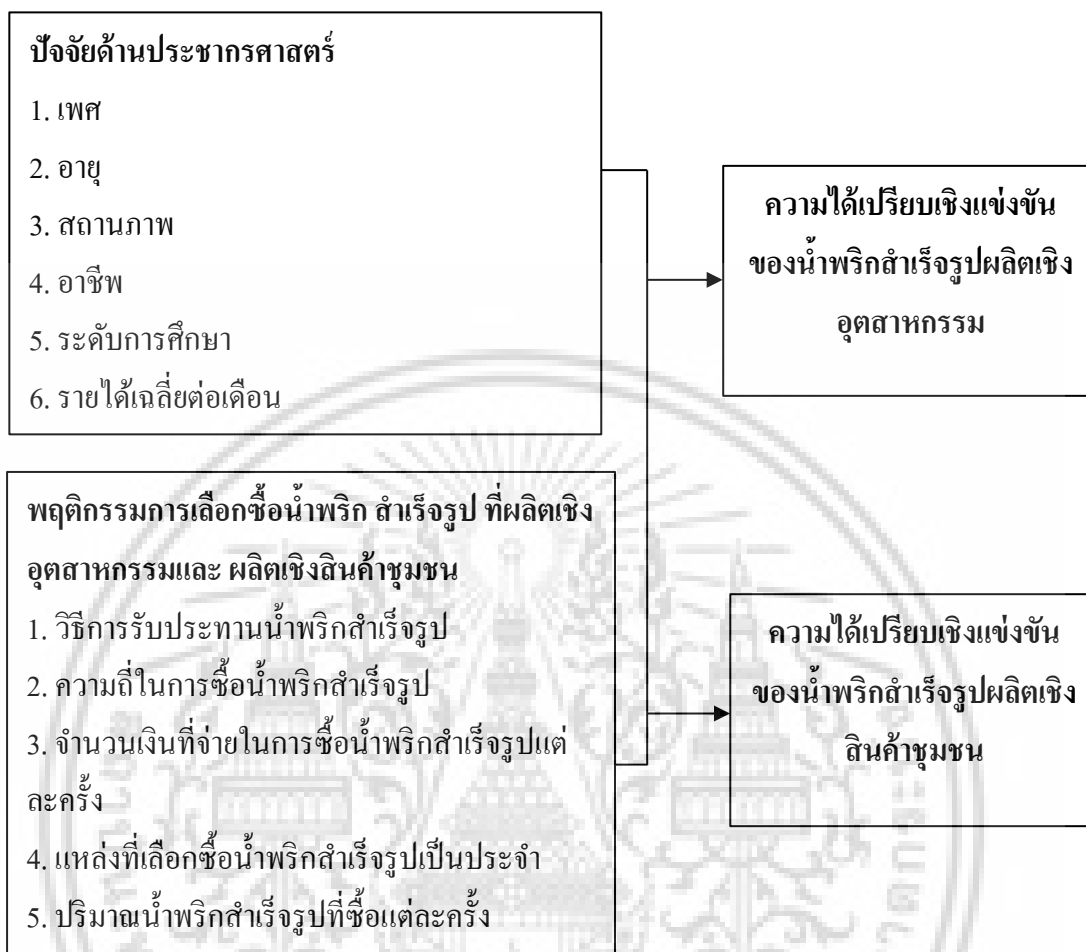 ปัจจัยด้านประชากรศาสตร์
1. เพศ
2. อายุ
3. สถานภาพ
4. อาชีพ
5. ระดับการศึกษา
6. รายได้เฉลี่ยต่อเดือน
ความได้เปรียบเชิงแข่งขัน
ของน้ำพริกสำเร็จรูปผลิตเชิง
อุตสาหกรรม
พฤติกรรมการเลือกซื้อน้ำพริก สำเร็จรูป ที่ผลิตเชิง
อุตสาหกรรมและ ผลิตเชิงสินค้าชุมชน
1. วิธีการรับประทานน้ำพริกสำเร็จรูป
2. ความถี่ในการซื้อน้ำพริกสำเร็จรูป
3. จำนวนเงินที่จ่ายในการซื้อน้ำพริกสำเร็จรูปแต่
ละครั้ง
4. แหล่งที่เลือกซื้อน้ำพริกสำเร็จรูปเป็นประจำ
5. ปริมาณน้ำพริกสำเร็จรูปที่ซื้อแต่ละครั้ง
ความได้เปรียบเชิงแข่งขัน
ของน้ำพริกสำเร็จรูปผลิตเชิง
สินค้าชุมชน